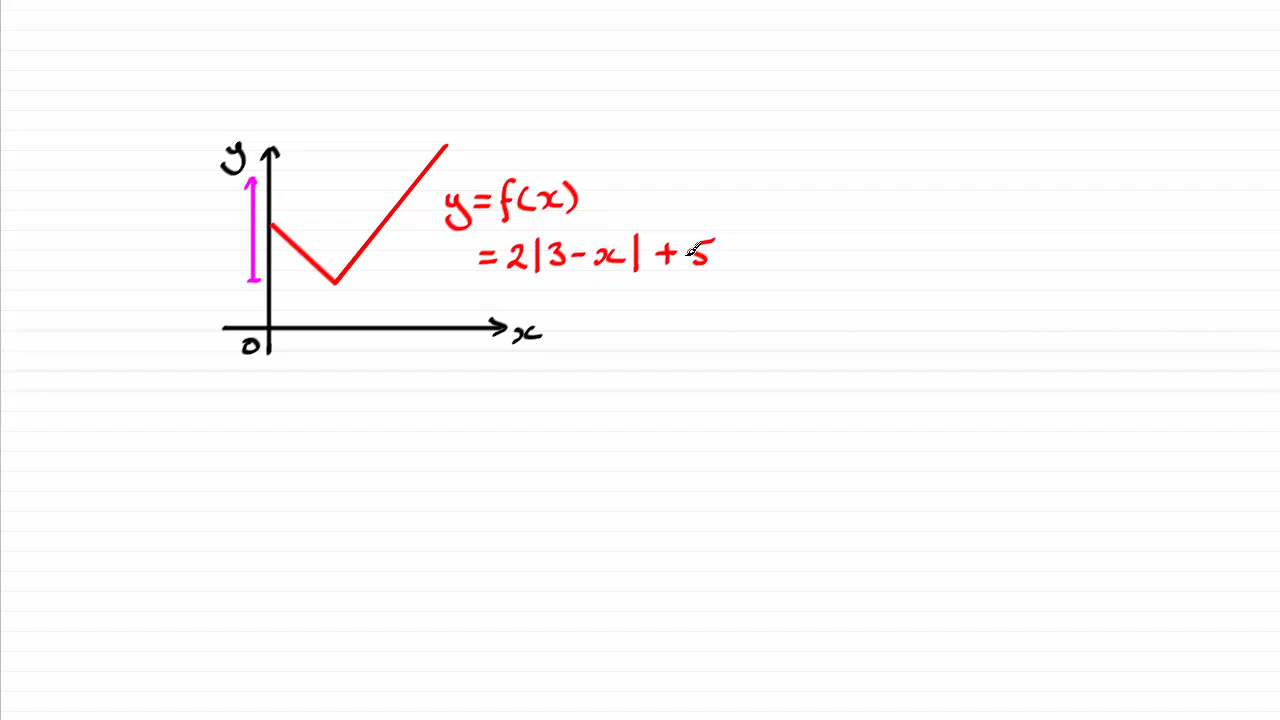 y
y = f(x)
= 2|3 - x| + 5
x
0